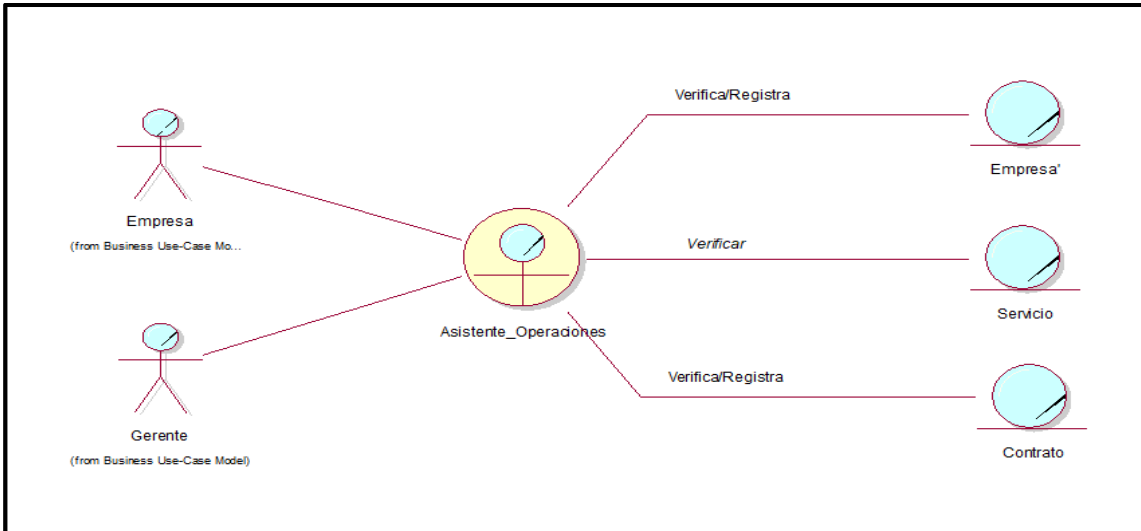 Verifica/Registra
Empresa'
Empresa
(from Business Use-Case Mo...
Verificar
Servicio
Asistente_Operaciones
Verifica/Registra
Gerente
(from Business Use-Case Model)
Contrato